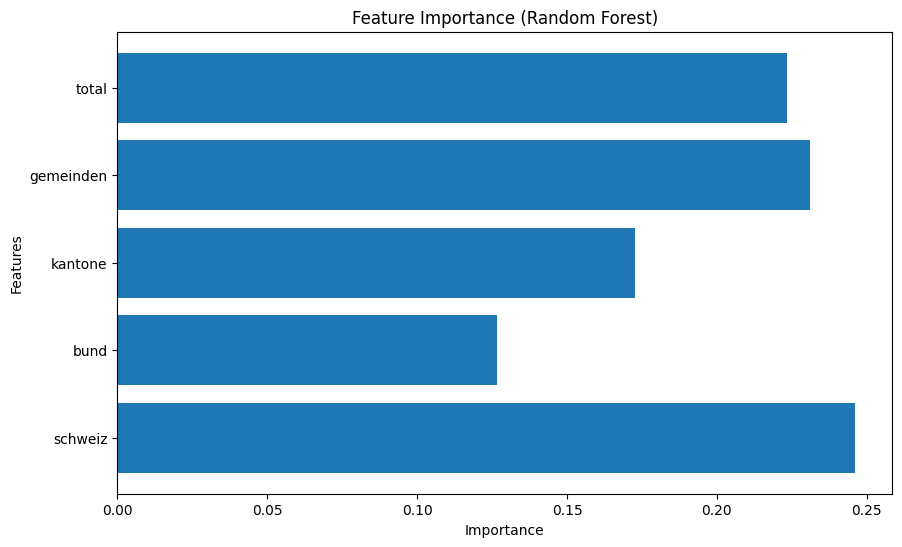 Feature Importance (Random Forest)
total
gemeinden
kantone
bund
schweiz
Features
0.00 0.05 0.10 0.15 0.20 0.25
Importance